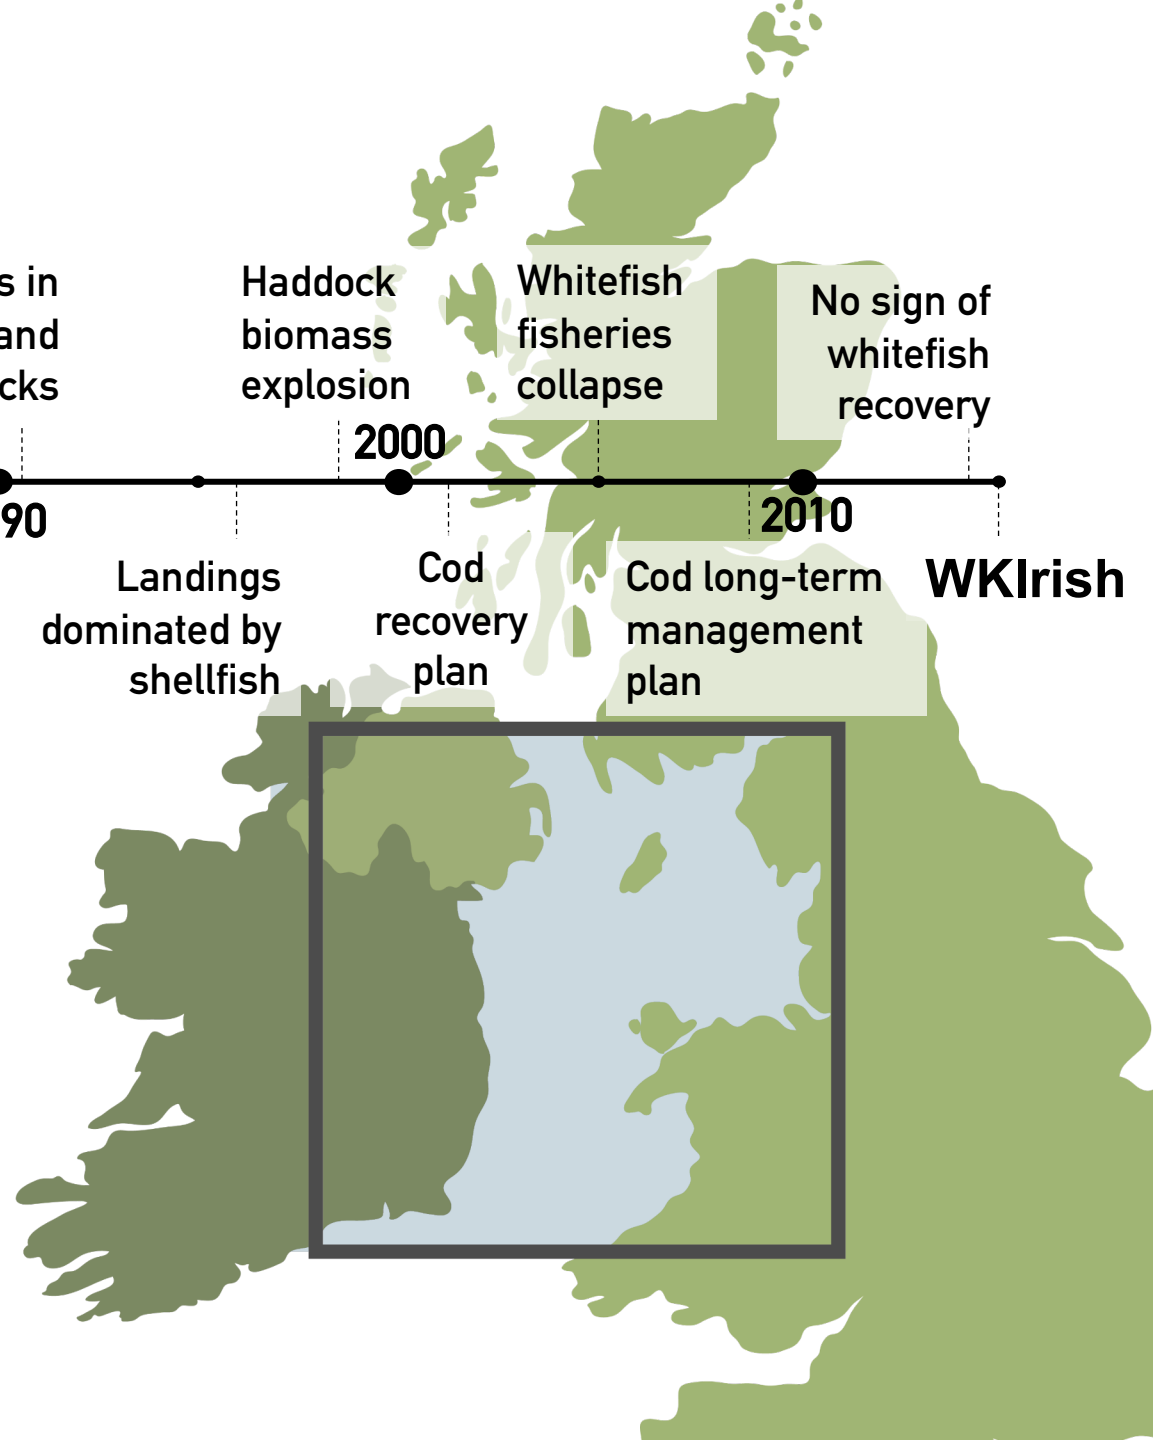 s in
and
cks
Haddock
biomass
explosion
Whitefish
fisheries
collapse
No sign of
whitefish
recovery
90
2000
2010
Landings
dominated by
shellfish
Cod
recovery
plan
Cod long-term
management
plan
WKIrish